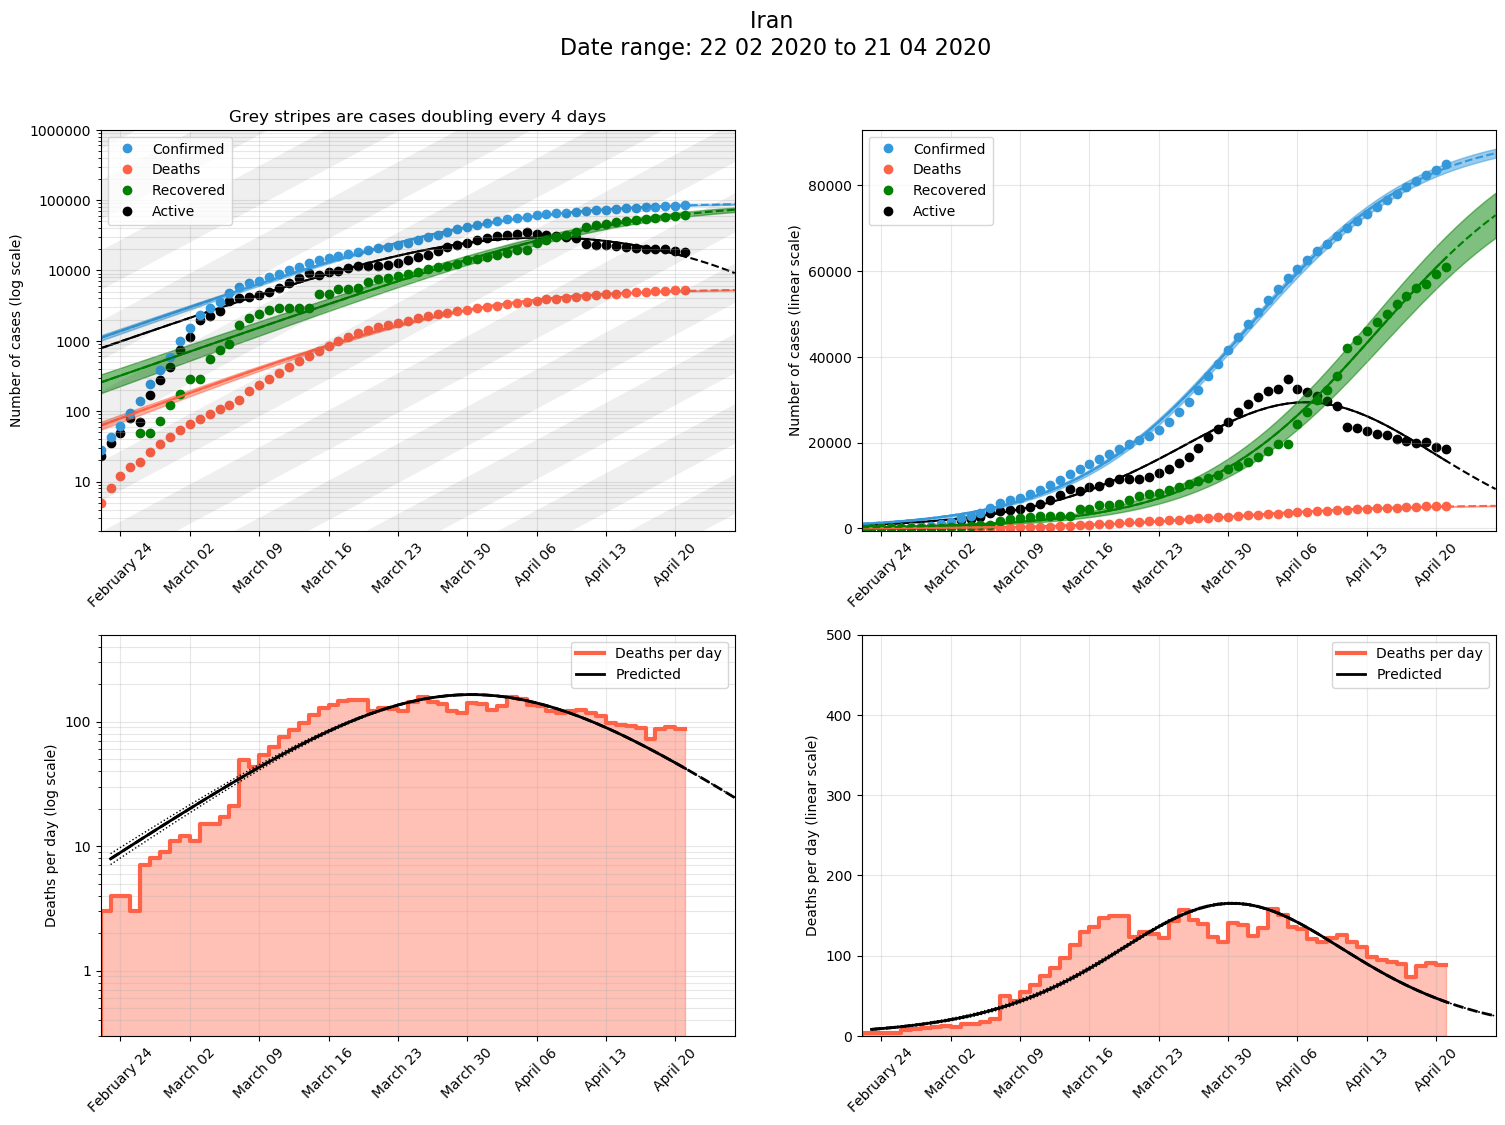 Iran
Date range: 22 02 2020 to 21 04 2020
Grey stripes are cases doubling every 4 days
Number of cases (log scale)
1000000
100000
10000
1000
100
10
Confirmed
Deaths
Recovered
Active
February 24
March 02
March 09
March 16
March 23
March 30
April 06
April 13
April 20
Number of cases (linear scale)
80000
60000
40000
20000
0
Confirmed
Deaths
Recovered
Active
February 24
March 02
March 09
March 16
March 23
March 30
April 06
April 13
April 20
Deaths per day (log scale)
100
10
1
Deaths per day
Predicted
February 24
March 02
March 09
March 16
March 23
March 30
April 06
April 13
April 20
Deaths per day (linear scale)
500
400
300
200
100
0
Deaths per day
Predicted
February 24
March 02
March 09
March 16
March 23
March 30
April 06
April 13
April 20